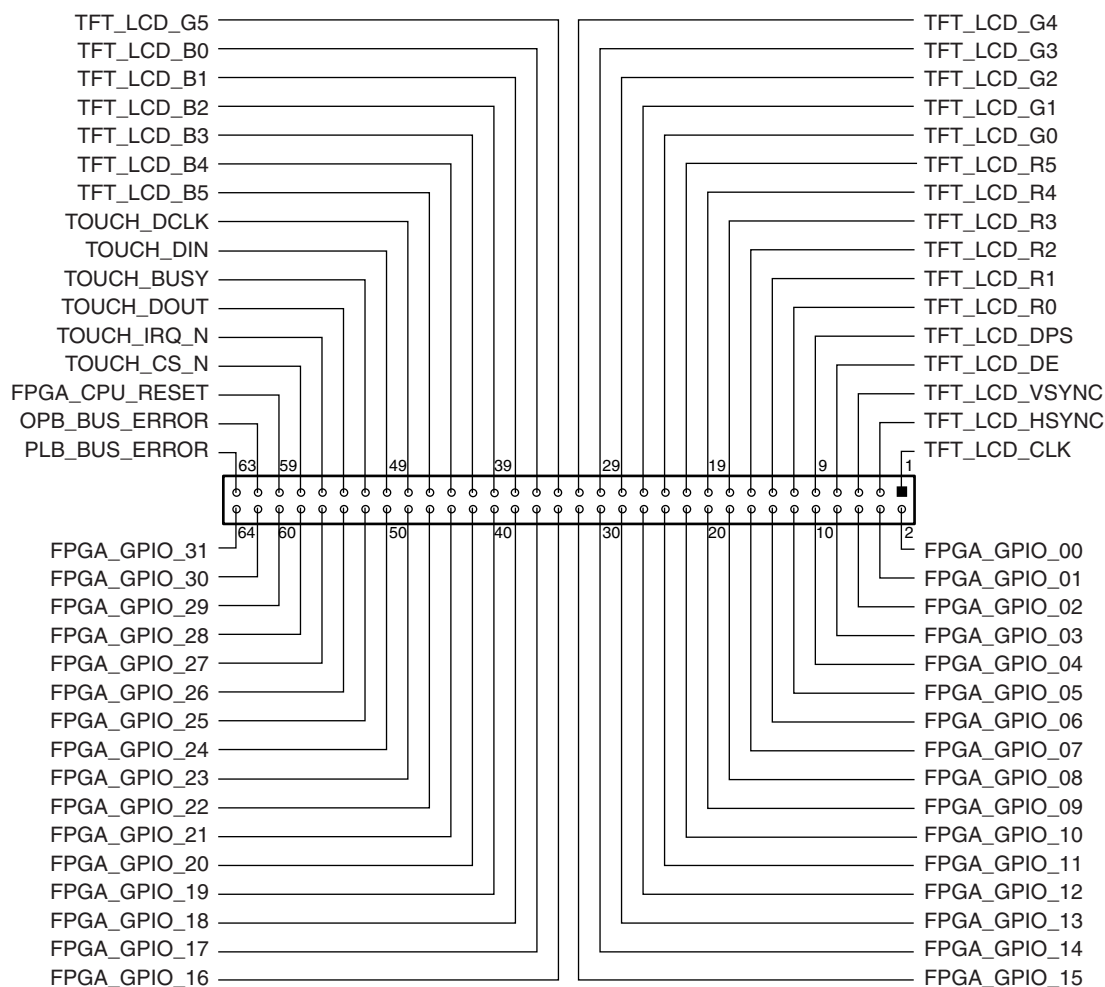 TFT_LCD_G5 TFT_LCD_G4
TFT_LCD_B0 TFT_LCD_G3
TFT_LCD_B1 TFT_LCD_G2
TFT_LCD_B2 TFT_LCD_G1
TFT_LCD_B3 TFT_LCD_G0
TFT_LCD_B4 TFT_LCD_R5
TFT_LCD_B5 TFT_LCD_R4
TOUCH_DCLK TFT_LCD_R3
TOUCH_DIN TFT_LCD_R2
TOUCH_BUSY TFT_LCD_R1
TOUCH_DOUT TFT_LCD_R0
TOUCH_IRQ_N TFT_LCD_DPS
TOUCH_CS_N TFT_LCD_DE
FPGA_CPU_RESET TFT_LCD_VSYNC
OPB_BUS_ERROR TFT_LCD_HSYNC
PLB_BUS_ERROR TFT_LCD_CLK
63 59 49 39 29 19 9 1
64 60 50 40 30 20 10 2
FPGA_GPIO_31 FPGA_GPIO_00
FPGA_GPIO_30 FPGA_GPIO_01
FPGA_GPIO_29 FPGA_GPIO_02
FPGA_GPIO_28 FPGA_GPIO_03
FPGA_GPIO_27 FPGA_GPIO_04
FPGA_GPIO_26 FPGA_GPIO_05
FPGA_GPIO_25 FPGA_GPIO_06
FPGA_GPIO_24 FPGA_GPIO_07
FPGA_GPIO_23 FPGA_GPIO_08
FPGA_GPIO_22 FPGA_GPIO_09
FPGA_GPIO_21 FPGA_GPIO_10
FPGA_GPIO_20 FPGA_GPIO_11
FPGA_GPIO_19 FPGA_GPIO_12
FPGA_GPIO_18 FPGA_GPIO_13
FPGA_GPIO_17 FPGA_GPIO_14
FPGA_GPIO_16 FPGA_GPIO_15